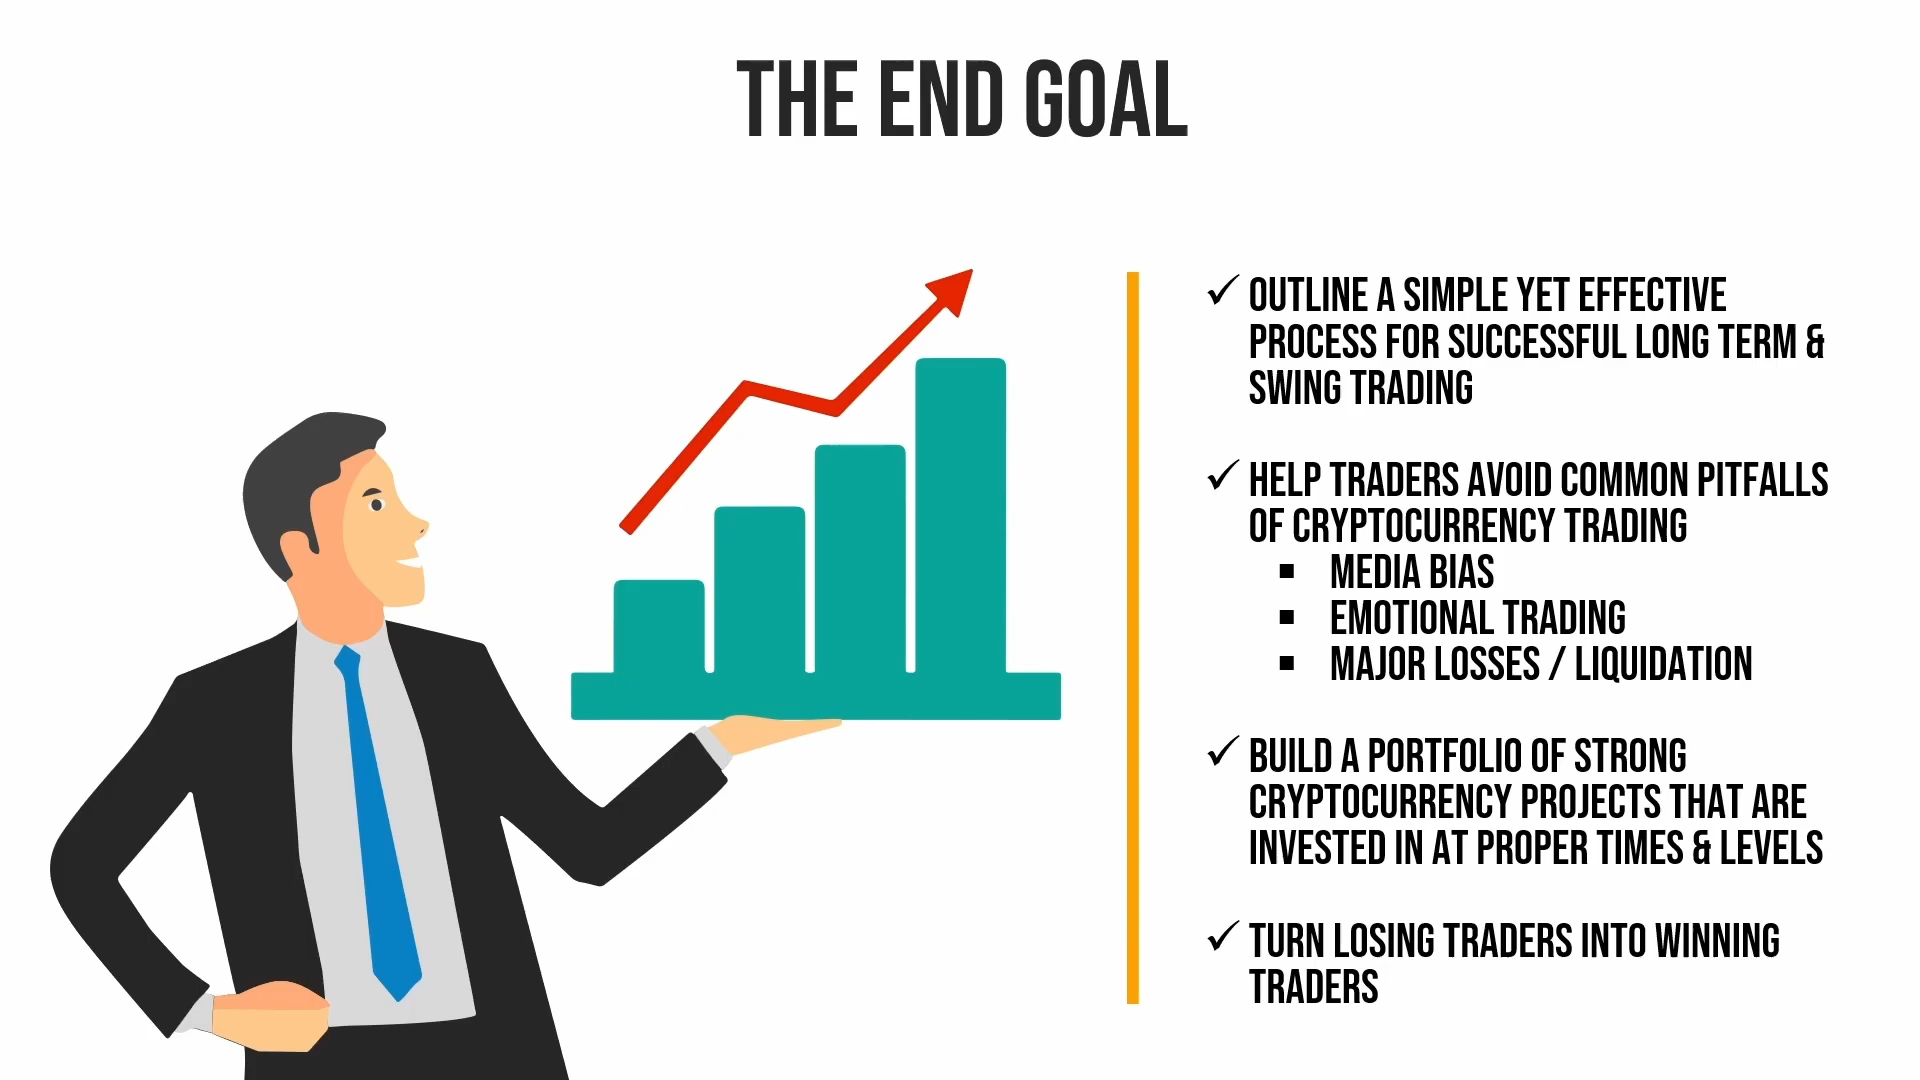 THE END GOAL
✓ OUTLINE A SIMPLE YET EFFECTIVE
PROCESS FOR SUCCESSFUL LONG TERM &
SWING TRADING
✓ HELP TRADERS AVOID COMMON PITFALLS
OF CRYPTOCURRENCY TRADING
▪ MEDIA BIAS
▪ EMOTIONAL TRADING
▪ MAJOR LOSSES / LIQUIDATION
✓ BUILD A PORTFOLIO OF STRONG
CRYPTOCURRENCY PROJECTS THAT ARE
INVESTED IN AT PROPER TIMES & LEVELS
✓ TURN LOSING TRADERS INTO WINNING
TRADERS